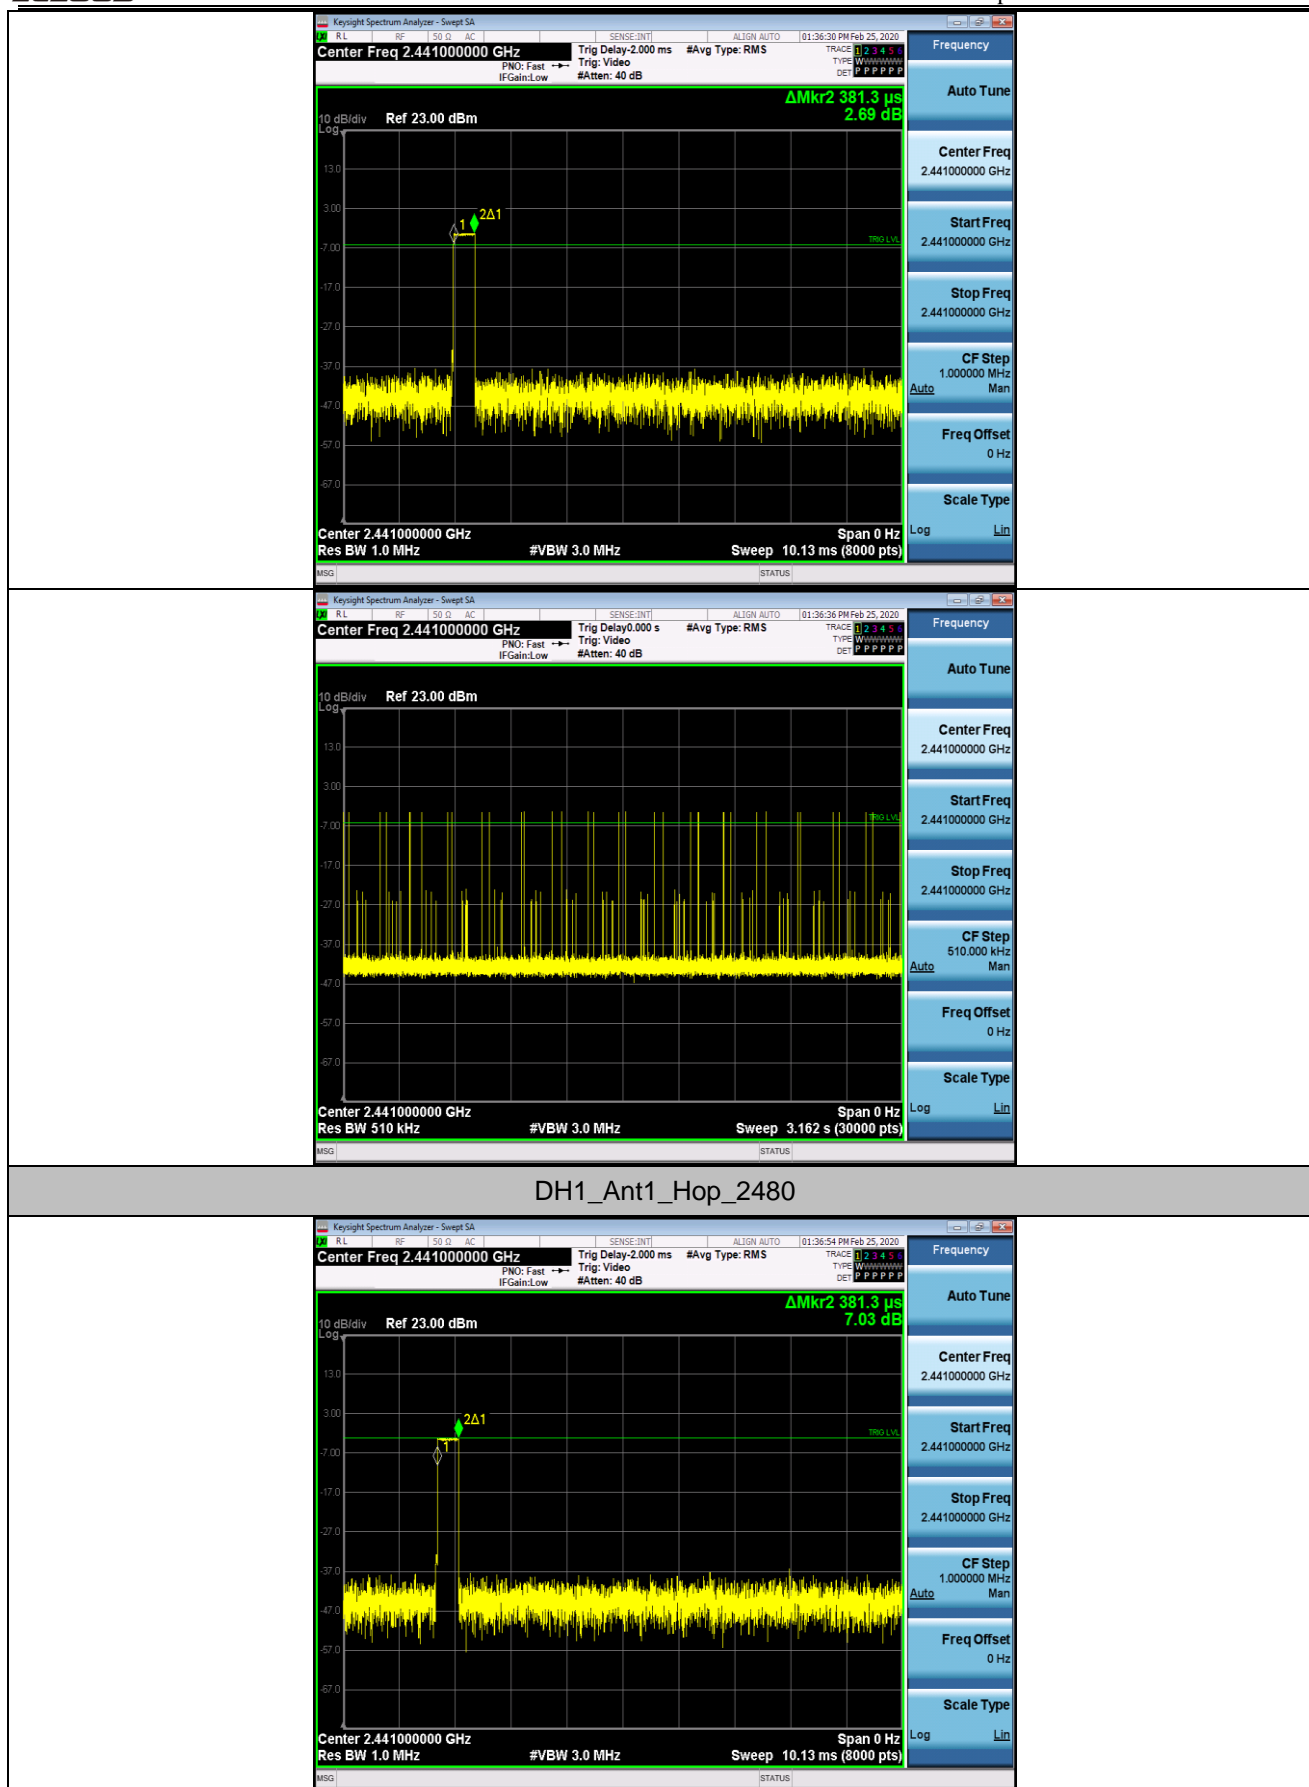 Keysight Spectrum Analyzer - Swept SA
RL RF 50 Ω AC SENSE:INT ALIGN AUTO 01:36:30 PM Feb 25, 2020
Center Freq 2.441000000 GHz Trig Delay-2.000 ms #Avg Type: RMS TRACE 1 2 3 4 5 6 Frequency
PNO: Fast Trig: Video TYPE WWWWWW
IFGain:Low #Atten: 40 dB DET P P P P P P
Auto Tune
ΔMkr2 381.3 µs
10 dB/div Ref 23.00 dBm 2.69 dB
Log
Center Freq
2.441000000 GHz
13.0
3.00
2Δ1
1
Start Freq
2.441000000 GHz
TRIG LVL
-7.00
-17.0
Stop Freq
2.441000000 GHz
-27.0
-37.0
CF Step
1.000000 MHz
Auto Man
-47.0
-57.0
Freq Offset
0 Hz
-67.0
Scale Type
Log Lin
Center 2.441000000 GHz Span 0 Hz
Res BW 1.0 MHz #VBW 3.0 MHz Sweep 10.13 ms (8000 pts)
MSG STATUS
Keysight Spectrum Analyzer - Swept SA
RL RF 50 Ω AC SENSE:INT ALIGN AUTO 01:36:36 PM Feb 25, 2020
Center Freq 2.441000000 GHz Trig Delay0.000 s #Avg Type: RMS TRACE 1 2 3 4 5 6 Frequency
PNO: Fast Trig: Video TYPE WWWWWW
IFGain:Low #Atten: 40 dB DET P P P P P P
Auto Tune
10 dB/div Ref 23.00 dBm
Log
Center Freq
2.441000000 GHz
13.0
3.00
Start Freq
2.441000000 GHz
TRIG LVL
-7.00
-17.0
Stop Freq
2.441000000 GHz
-27.0
-37.0
CF Step
510.000 kHz
Auto Man
-47.0
-57.0
Freq Offset
0 Hz
-67.0
Scale Type
Log Lin
Center 2.441000000 GHz Span 0 Hz
Res BW 510 kHz #VBW 3.0 MHz Sweep 3.162 s (30000 pts)
MSG STATUS
DH1_Ant1_Hop_2480
Keysight Spectrum Analyzer - Swept SA
RL RF 50 Ω AC SENSE:INT ALIGN AUTO 01:36:54 PM Feb 25, 2020
Center Freq 2.441000000 GHz Trig Delay-2.000 ms #Avg Type: RMS TRACE 1 2 3 4 5 6 Frequency
PNO: Fast Trig: Video TYPE WWWWWW
IFGain:Low #Atten: 40 dB DET P P P P P P
Auto Tune
ΔMkr2 381.3 µs
10 dB/div Ref 23.00 dBm 7.03 dB
Log
Center Freq
2.441000000 GHz
13.0
3.00
2Δ1
Start Freq
2.441000000 GHz
TRIG LVL
1
-7.00
-17.0
Stop Freq
2.441000000 GHz
-27.0
-37.0
CF Step
1.000000 MHz
Auto Man
-47.0
-57.0
Freq Offset
0 Hz
-67.0
Scale Type
Log Lin
Center 2.441000000 GHz Span 0 Hz
Res BW 1.0 MHz #VBW 3.0 MHz Sweep 10.13 ms (8000 pts)
MSG STATUS